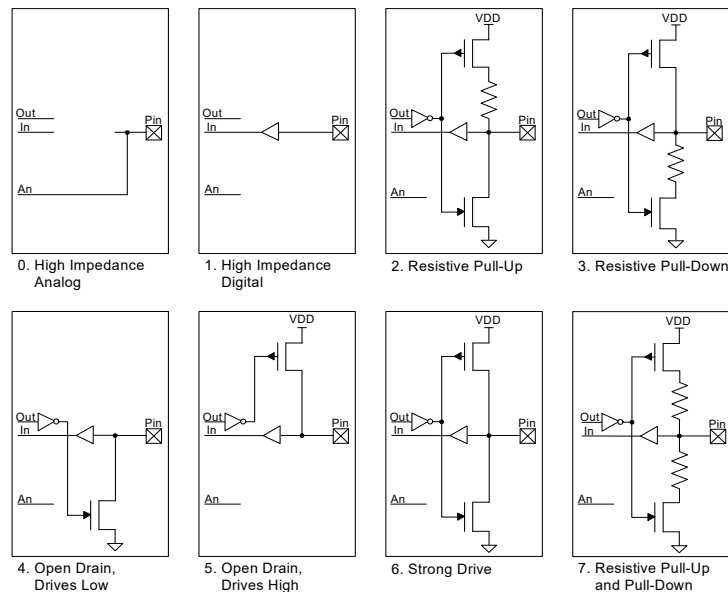 VDD
VDD
Out
In
Pin
An
Out
In
Pin
An
Out
In
Pin
An
Out
In
Pin
An
0. High Impedance
Analog
1. High Impedance
Digital
2. Resistive Pull-Up
3. Resistive Pull-Down
VDD
VDD
VDD
Out
In
Pin
An
Out
In
Pin
An
Out
In
Pin
An
Out
In
Pin
An
4. Open Drain,
Drives Low
5. Open Drain,
Drives High
6. Strong Drive
7. Resistive Pull-Up
and Pull-Down